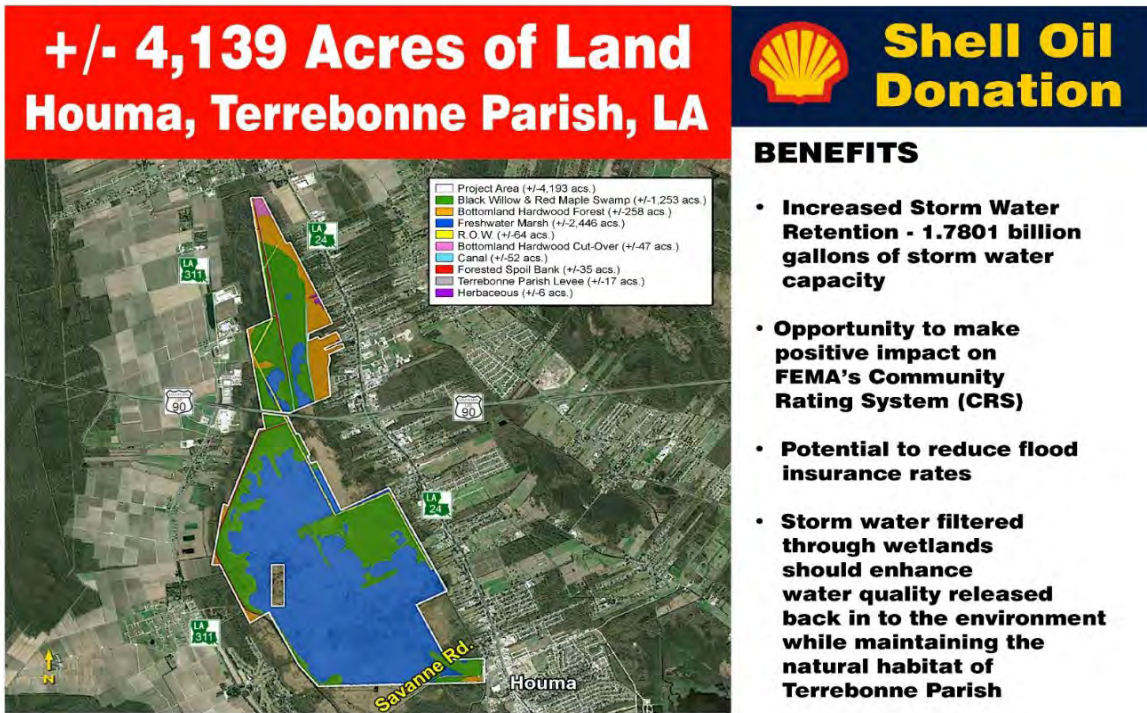 +/- 4,139 Acres of Land
Houma, Terrebonne Parish, LA
Project Area (+/-4,193 acs.)
Black Willow & Red Maple Swamp (+/-1,253 acs.)
Bottomland Hardwood Forest (+/-258 acs.)
Freshwater Marsh (+/-2,446 acs.)
R.O.W. (+/-64 acs.)
Bottomland Hardwood Cut-Over (+/-47 acs.)
Canal (+/-52 acs.)
Forested Spoil Bank (+/-35 acs.)
Terrebonne Parish Levee (+/-17 acs.)
Herbaceous (+/-6 acs.)
LA
24
LA
311
90
90
LA
24
LA
311
N
Savanne Rd.
Houma
Shell Oil
Donation
BENEFITS
• Increased Storm Water
Retention - 1.7801 billion
gallons of storm water
capacity
• Opportunity to make
positive impact on
FEMA's Community
Rating System (CRS)
• Potential to reduce flood
insurance rates
• Storm water filtered
through wetlands
should enhance
water quality released
back in to the environment
while maintaining the
natural habitat of
Terrebonne Parish